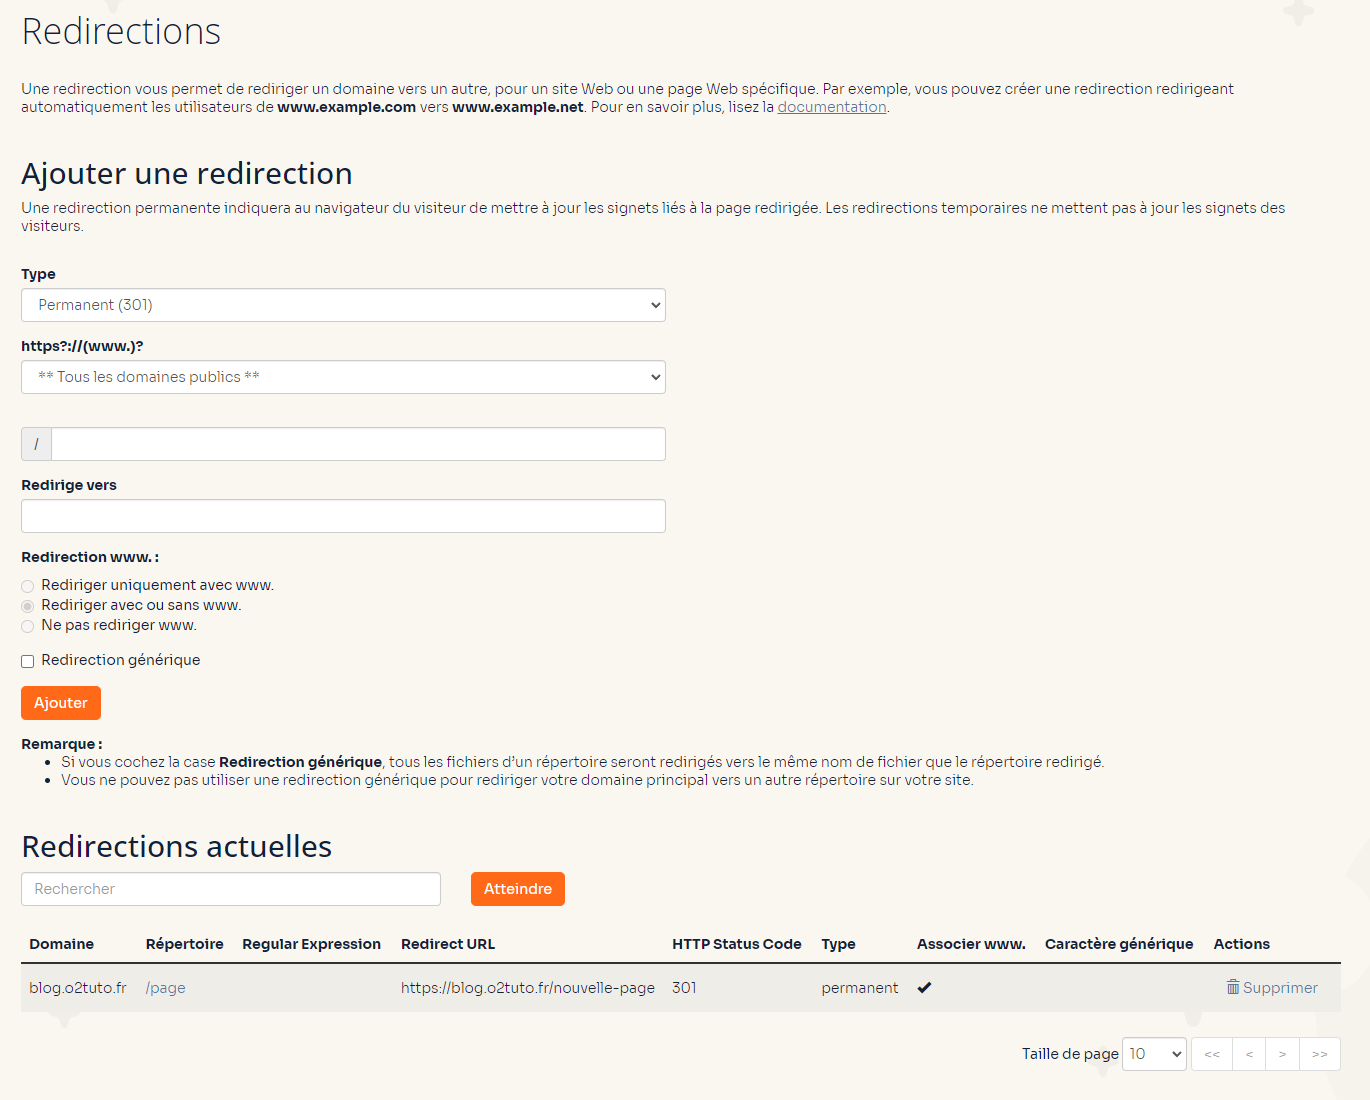 Redirections
Une redirection vous permet de rediriger un domaine vers un autre, pour un site Web ou une page Web spécifique. Par exemple, vous pouvez créer une redirection redirigeant
automatiquement les utilisateurs de www.example.com vers www.example.net. Pour en savoir plus, lisez la documentation.
Ajouter une redirection
Une redirection permanente indiquera au navigateur du visiteur de mettre à jour les signets liés à la page redirigée. Les redirections temporaires ne mettent pas à jour les signets des
visiteurs.
Type
Permanent (301)
https?://(www.)?
** Tous les domaines publics **
/
Redirige vers
Redirection www. :
Rediriger uniquement avec www.
Rediriger avec ou sans www.
Ne pas rediriger www.
Redirection générique
Ajouter
Remarque :
• Si vous cochez la case Redirection générique, tous les fichiers d’un répertoire seront redirigés vers le même nom de fichier que le répertoire redirigé.
• Vous ne pouvez pas utiliser une redirection générique pour rediriger votre domaine principal vers un autre répertoire sur votre site.
Redirections actuelles
Rechercher Atteindre
Domaine Répertoire Regular Expression Redirect URL HTTP Status Code Type Associer www. Caractère générique Actions
blog.o2tuto.fr /page https://blog.o2tuto.fr/nouvelle-page 301 permanent ✔ Supprimer
Taille de page 10 << < > >>